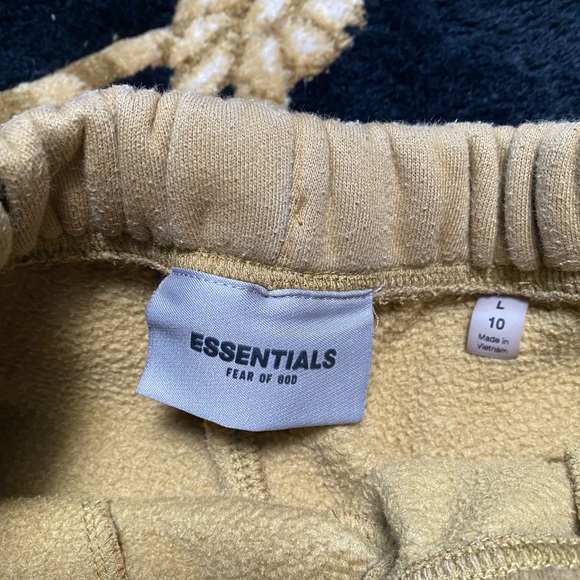 ESSENTIALS
FEAR OF GOD
L
10
Made in
Vietnam